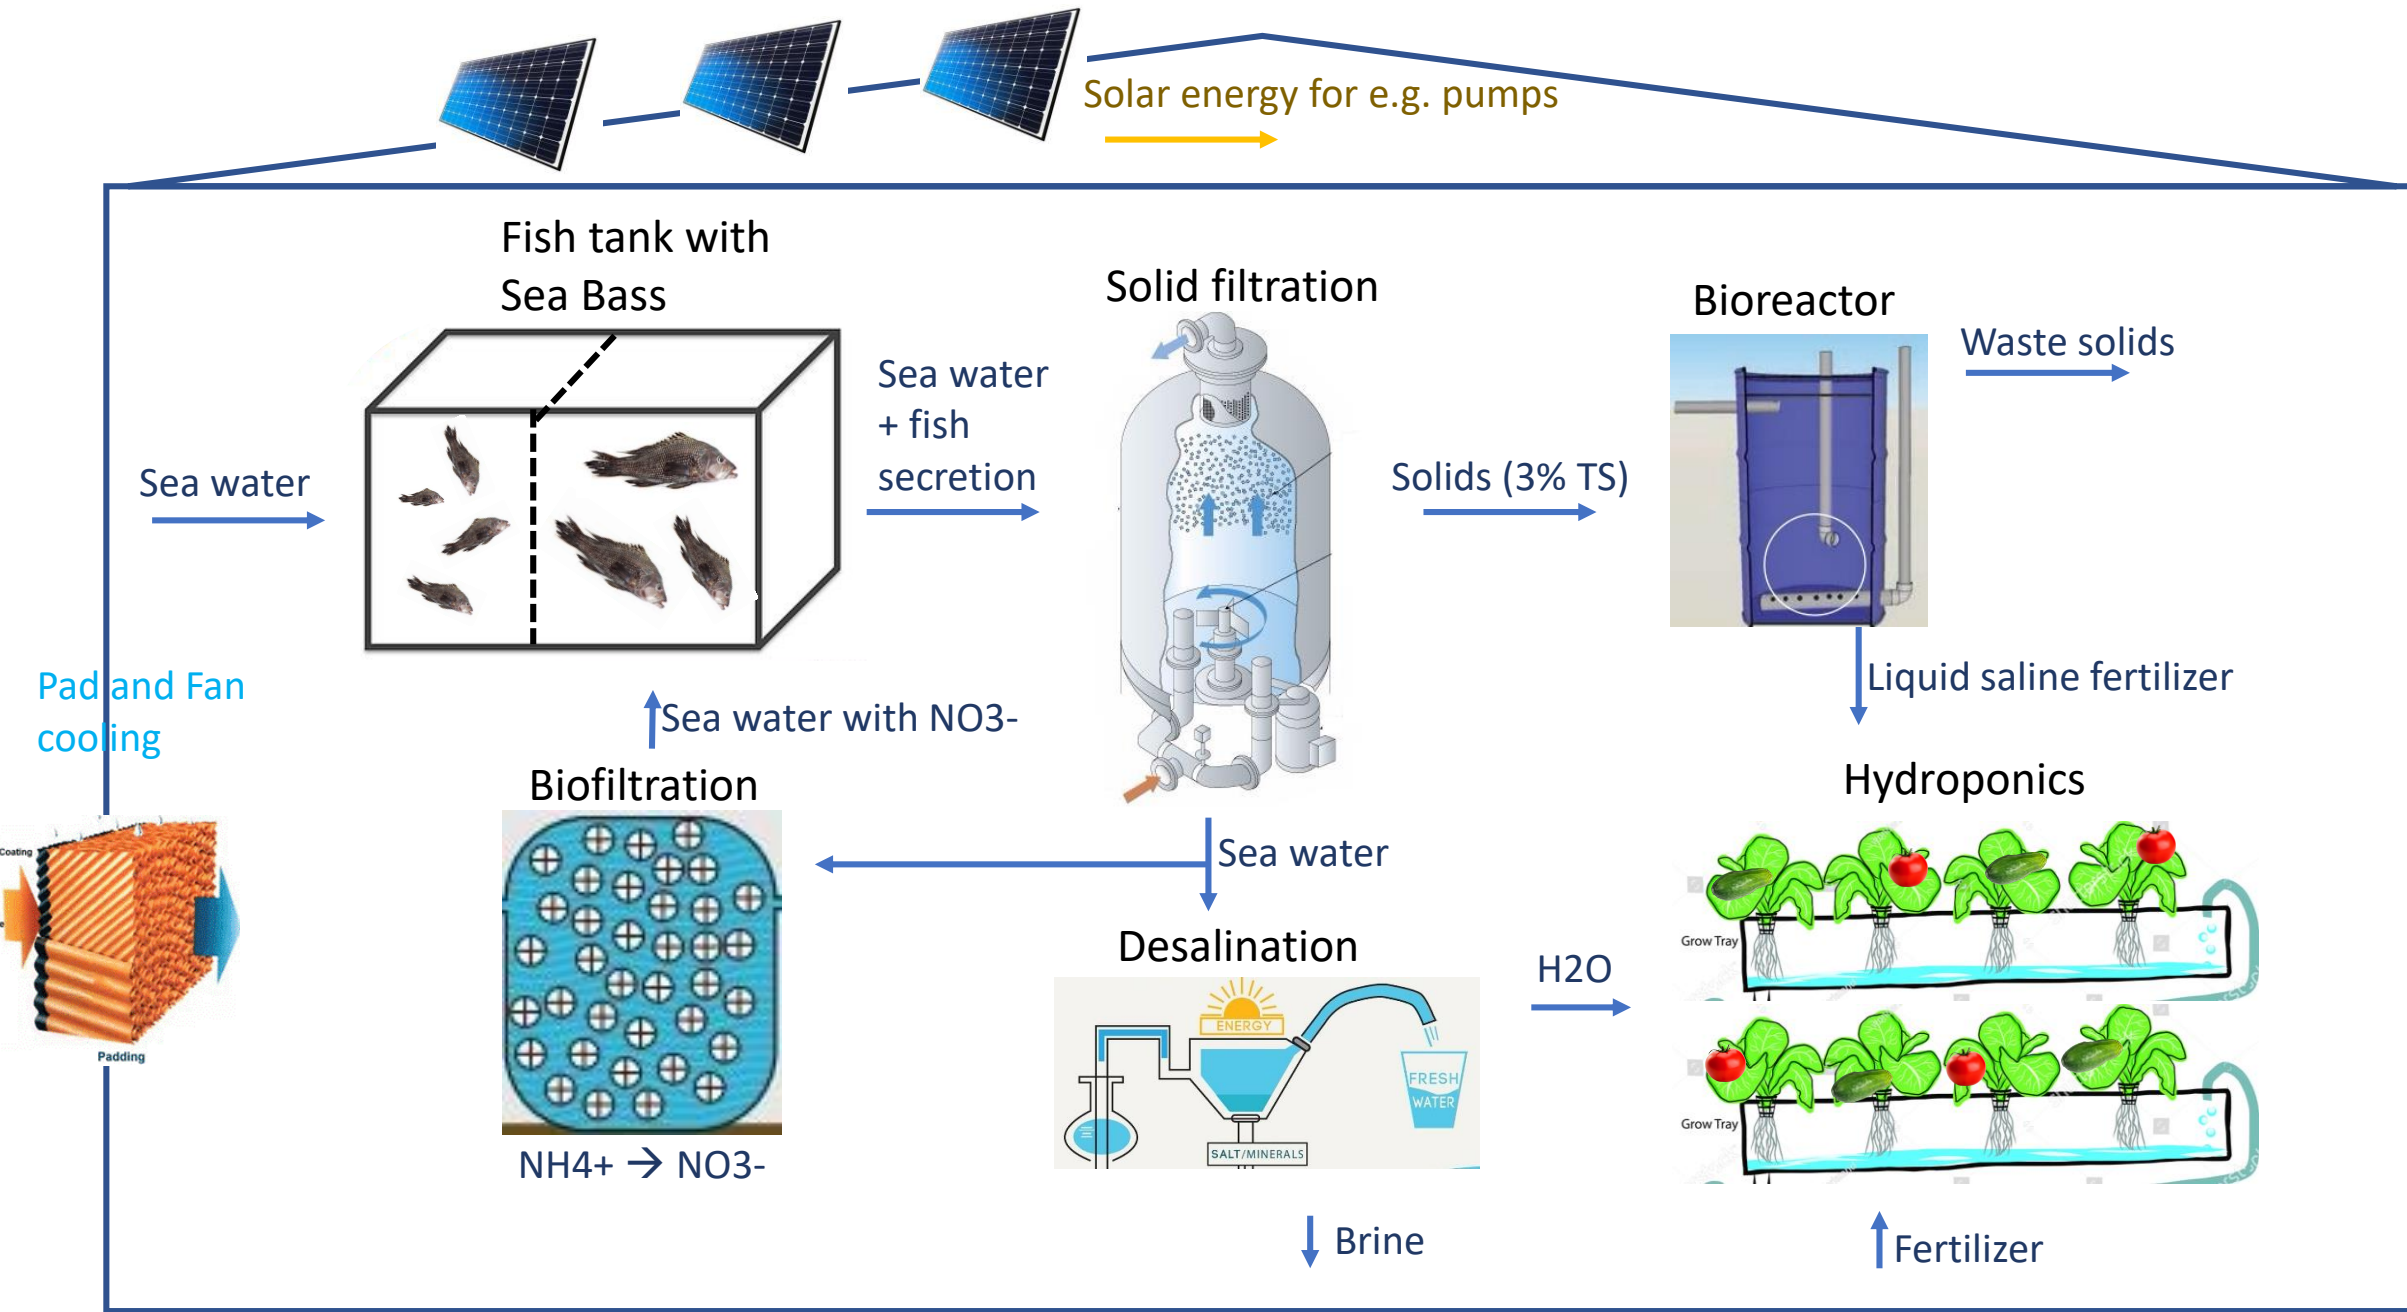 Solar energy for e.g. pumps
Fish tank with
Sea Bass
Solid filtration
Bioreactor
Waste solids
Sea water
+ fish
secretion
Sea water
Solids (3% TS)
Liquid saline fertilizer
Pad and Fan
cooling
Sea water with NO3-
Biofiltration
Hydroponics
Coating
Sea water
Desalination
Grow Tray
H2O
ENERGY
Padding
FRESH
WATER
SALT/MINERALS
Grow Tray
NH4+ → NO3-
Brine
Fertilizer